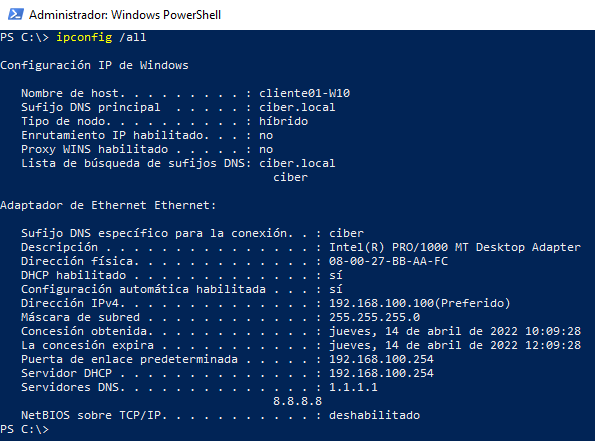 Administrador: Windows PowerShell
PS C:\> ipconfig /all
Configuración IP de Windows
Nombre de host. . . . . . . . . : cliente01-W10
Sufijo DNS principal  . . . . . : ciber.local
Tipo de nodo. . . . . . . . . . : híbrido
Enrutamiento IP habilitado. . . : no
Proxy WINS habilitado . . . . . : no
Lista de búsqueda de sufijos DNS: ciber.local
ciber
Adaptador de Ethernet Ethernet:
Sufijo DNS específico para la conexión. . : ciber
Descripción . . . . . . . . . . . . . . . : Intel(R) PRO/1000 MT Desktop Adapter
Dirección física. . . . . . . . . . . . . : 08-00-27-BB-AA-FC
DHCP habilitado . . . . . . . . . . . . . : sí
Configuración automática habilitada . . . : sí
Dirección IPv4. . . . . . . . . . . . . . : 192.168.100.100(Preferido)
Máscara de subred . . . . . . . . . . . . : 255.255.255.0
Concesión obtenida. . . . . . . . . . . . : jueves, 14 de abril de 2022 10:09:28
La concesión expira . . . . . . . . . . . : jueves, 14 de abril de 2022 12:09:28
Puerta de enlace predeterminada . . . . . : 192.168.100.254
Servidor DHCP . . . . . . . . . . . . . . : 192.168.100.254
Servidores DNS. . . . . . . . . . . . . . : 1.1.1.1
8.8.8.8
NetBIOS sobre TCP/IP. . . . . . . . . . . : deshabilitado
PS C:\>